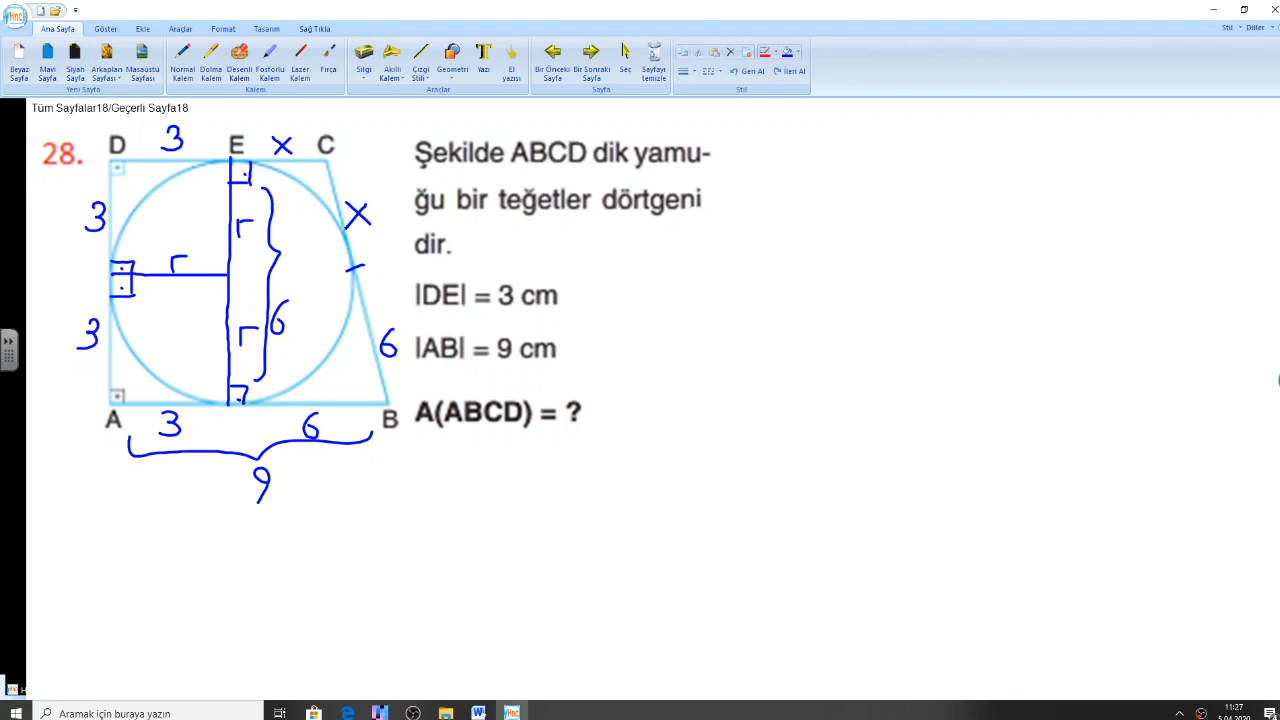 yHnc
Ana Sayfa Göster Ekle Araçlar Format Tasarım Sağ Tıkla
Stil Diller
Beyaz Sayfa
Mavi Sayfa
Siyah Sayfa
Arkaplan Sayfası
Masaüstü Sayfası
Normal Kalem
Dolma Kalem
Desenli Kalem
Fosforlu Kalem
Lazer Kalem
Fırça
Silgi
Akıllı Kalem
Çizgi Stili
Geometri
Yazı
El yazısı
Bir Önceki Sayfa
Bir Sonraki Sayfa
Seç
Sayfayı temizle
Geri Al
İleri Al
Yeni Sayfa Kalem Araçlar Sayfa Stil
Tüm Sayfalar18/Geçerli Sayfa18
28.
D 3 E x C
3 r x
r
3 r 6 6
A 3 6 B
9
Şekilde ABCD dik yamu-
ğu bir teğetler dörtgeni
dir.
|DE| = 3 cm
|AB| = 9 cm
A(ABCD) = ?
Aramak için buraya yazın
11:27
5.04.2020